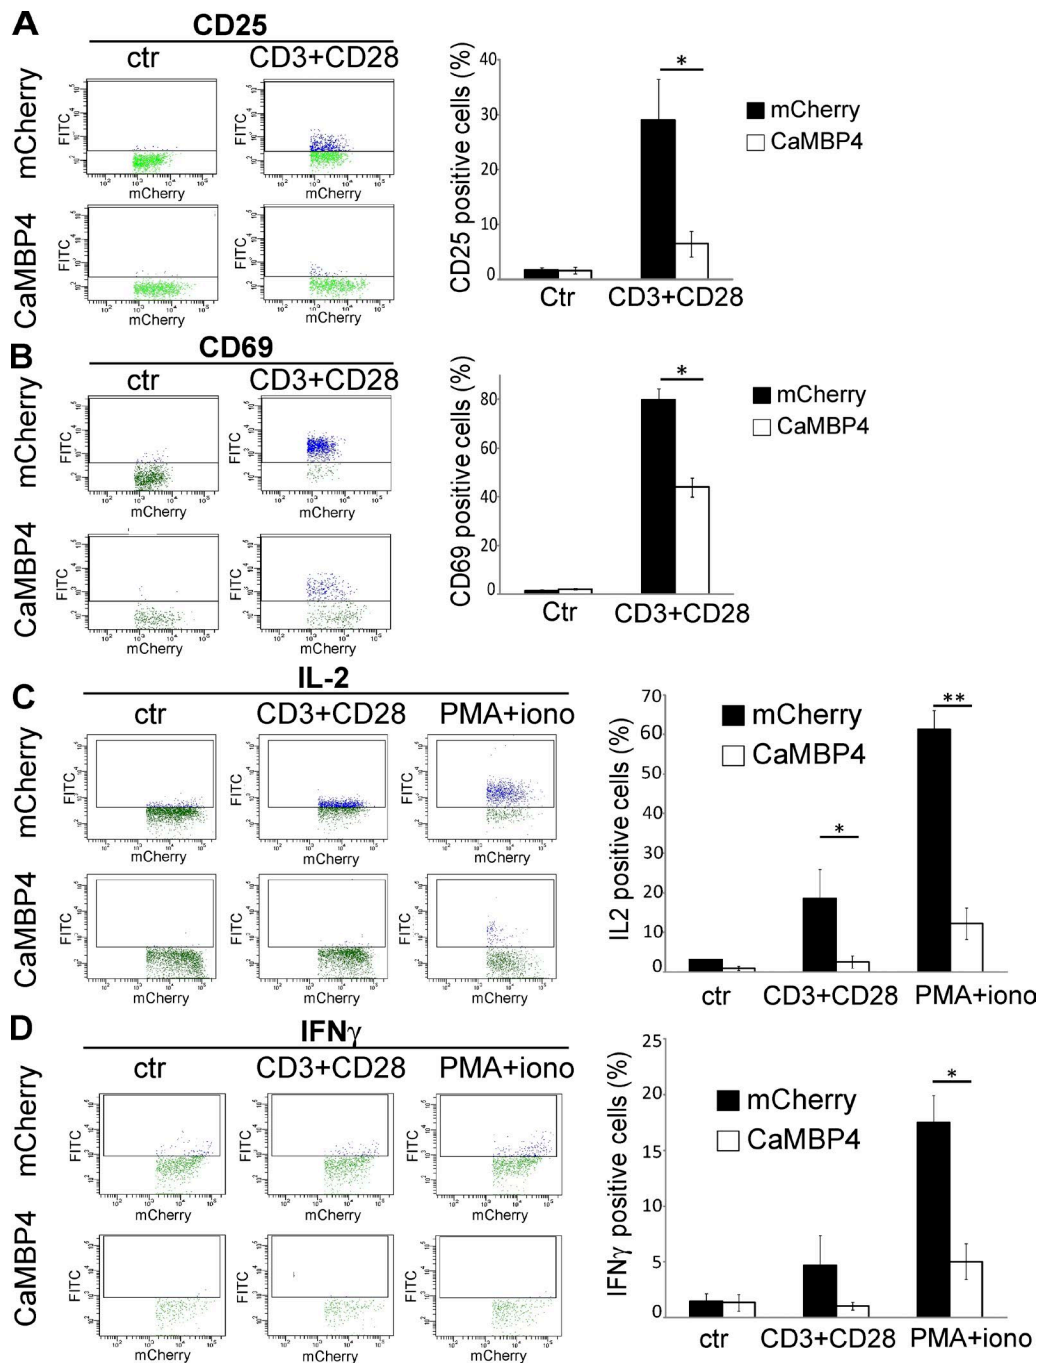 A
CD25
ctr
CD3+CD28
mCherry
CaMBP4
FITC
mCherry
FITC
mCherry
FITC
mCherry
FITC
mCherry
CD25 positive cells (%)
40
30
20
10
0
*
mCherry
CaMBP4
Ctr
CD3+CD28
B
CD69
ctr
CD3+CD28
mCherry
CaMBP4
FITC
mCherry
FITC
mCherry
FITC
mCherry
FITC
mCherry
CD69 positive cells (%)
80
60
40
20
0
*
mCherry
CaMBP4
Ctr
CD3+CD28
C
IL-2
ctr
CD3+CD28
PMA+iono
mCherry
CaMBP4
FITC
mCherry
FITC
mCherry
FITC
mCherry
FITC
mCherry
FITC
mCherry
FITC
mCherry
IL2 positive cells (%)
70
60
50
40
30
20
10
0
*
**
mCherry
CaMBP4
ctr
CD3+CD28
PMA+iono
D
IFNγ
ctr
CD3+CD28
PMA+iono
mCherry
CaMBP4
FITC
mCherry
FITC
mCherry
FITC
mCherry
FITC
mCherry
FITC
mCherry
FITC
mCherry
IFNγ positive cells (%)
25
20
15
10
5
0
*
mCherry
CaMBP4
ctr
CD3+CD28
PMA+iono